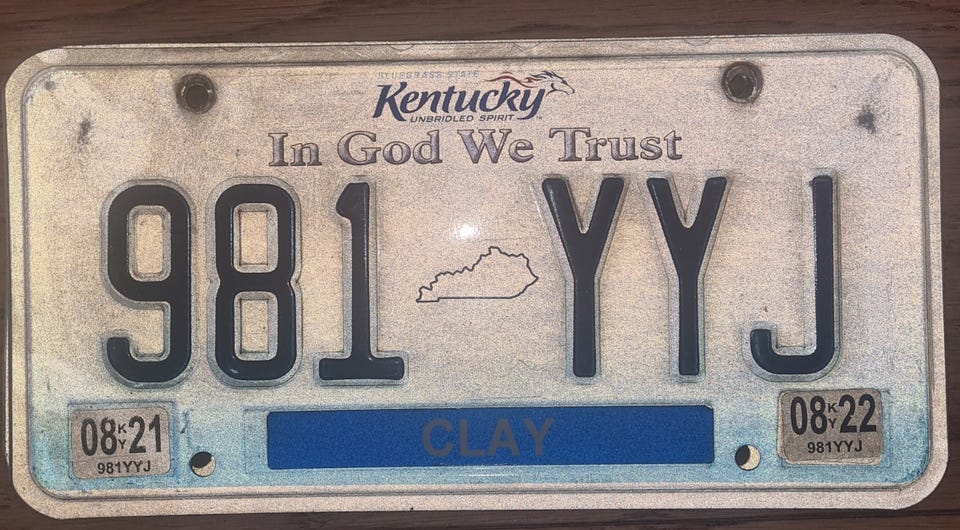 BLUEGRASS STATE
Kentucky
UNBRIDLED SPIRIT™
In God We Trust
981 YYJ
08 KY 21
981YYJ
CLAY
08 KY 22
981YYJ